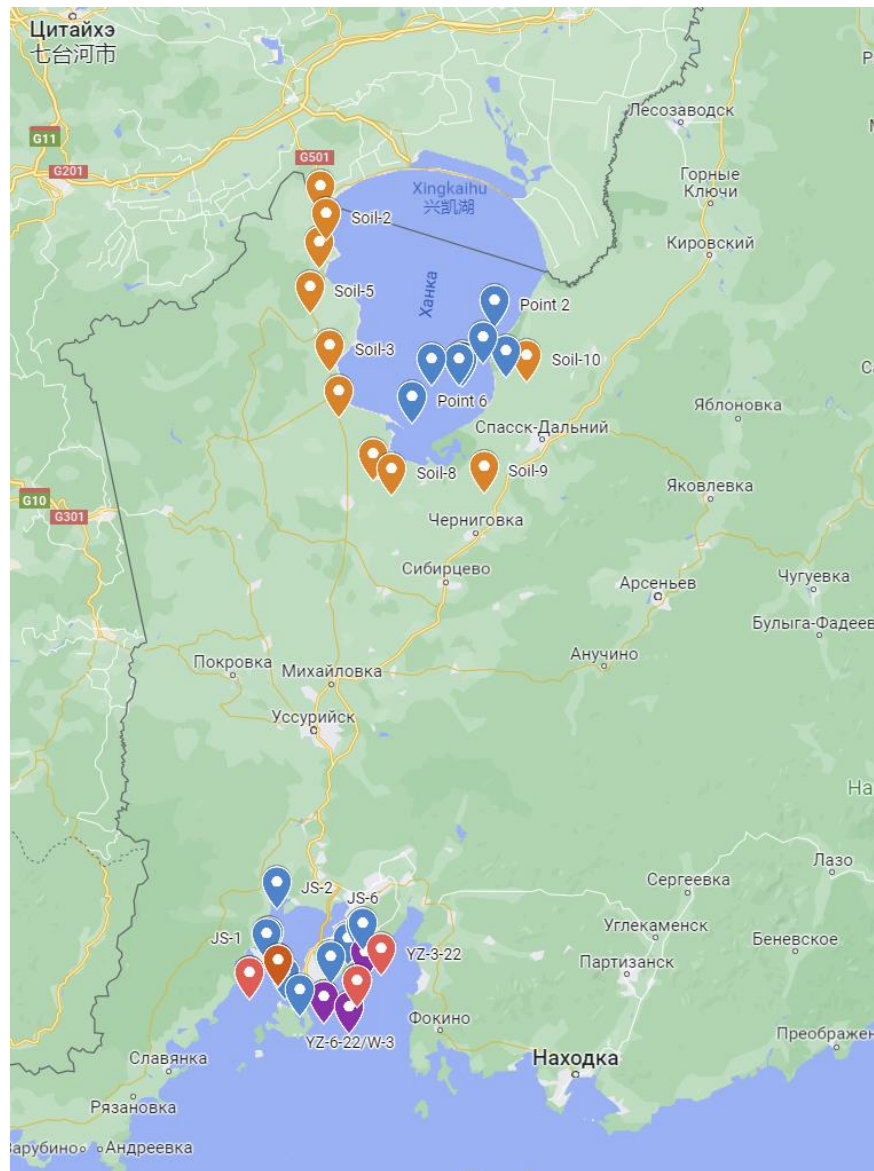 Цитайхэ
七台河市
G11
G201
G501
Лесозаводск
Горные
Ключи
Xingkaihu
兴凯湖
Soil-2
Кировский
Soil-5
Ханка
Point 2
Soil-3
Soil-10
Point 6
Яблоновка
Спасск-Дальний
Soil-8
Soil-9
Яковлевка
G10
G301
Черниговка
Сибирцево
Арсеньев
Чугуевка
Булыга-Фадеев
Анучино
Покровка
Михайловка
Уссурийск
На
Лазо
JS-2
JS-6
Сергеевка
JS-1
YZ-3-22
Углекаменск
Беневское
Партизанск
Фокино
YZ-6-22/W-3
Преображен
Славянка
Находка
Рязановка
Зарубино
Андреевка